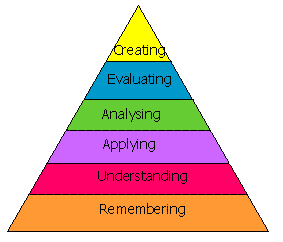 Creating
Evaluating
Analysing
Applying
Understanding
Remembering